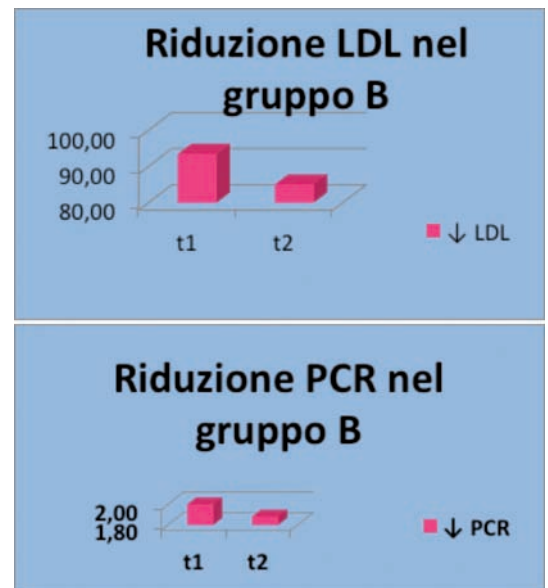 Riduzione LDL nel
gruppo B
100,00
90,00
80,00
t1 t2
↓ LDL
Riduzione PCR nel
gruppo B
2,00
1,80
t1 t2
↓ PCR